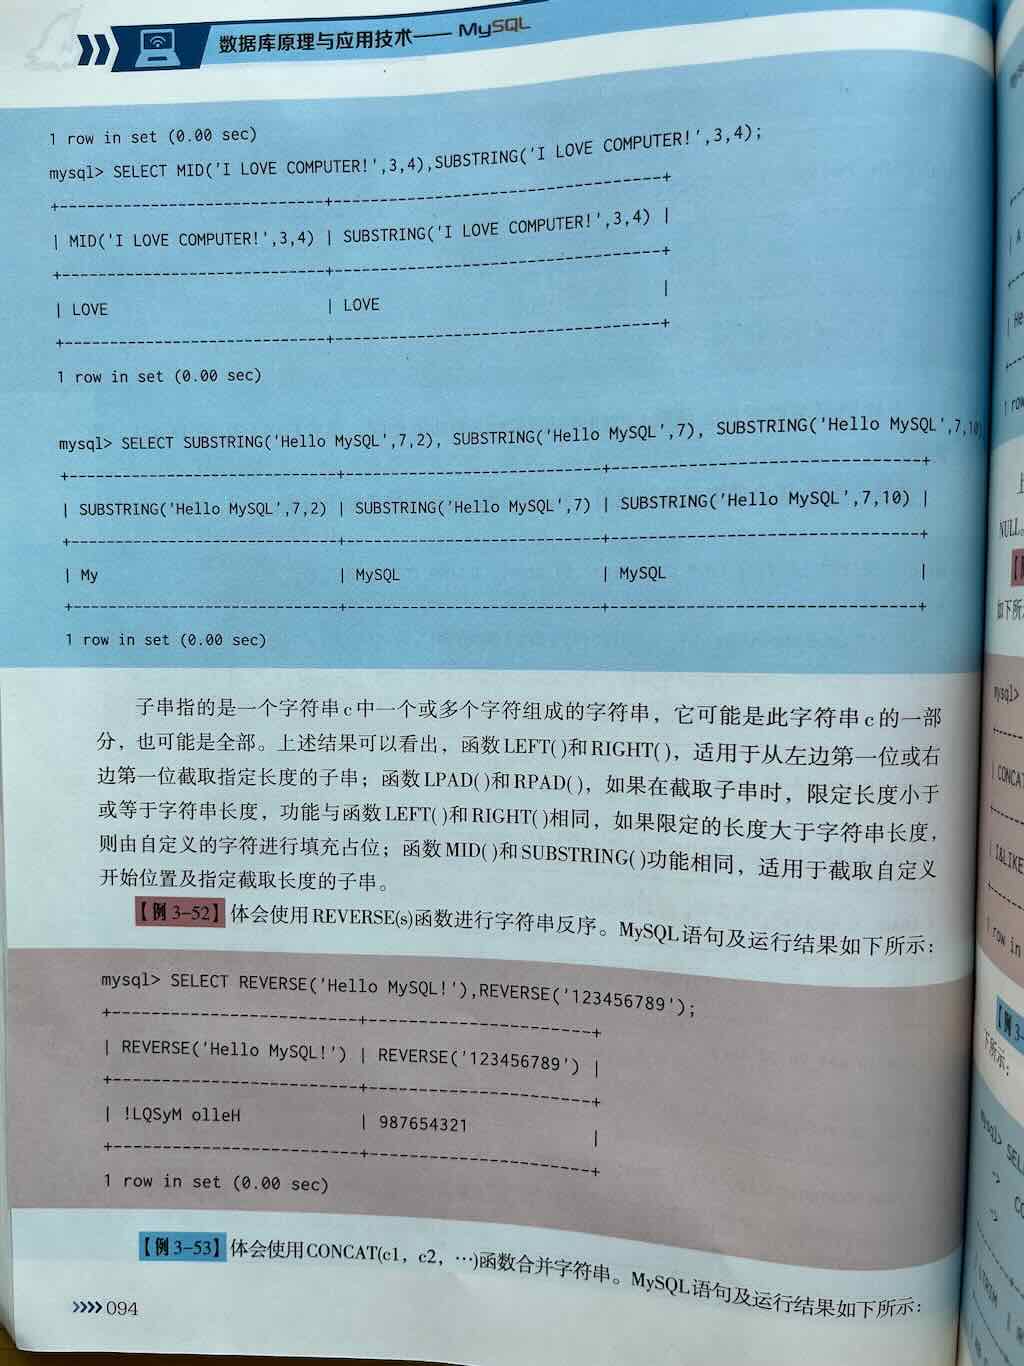 数据库原理与应用技术—— MySQL
1 row in set (0.00 sec)
mysql> SELECT MID('I LOVE COMPUTER!',3,4),SUBSTRING('I LOVE COMPUTER!',3,4);
+-----------------------------+-----------------------------------+
| MID('I LOVE COMPUTER!',3,4) | SUBSTRING('I LOVE COMPUTER!',3,4) |
+-----------------------------+-----------------------------------+
| LOVE | LOVE |
+-----------------------------+-----------------------------------+
1 row in set (0.00 sec)
mysql> SELECT SUBSTRING('Hello MySQL',7,2), SUBSTRING('Hello MySQL',7), SUBSTRING('Hello MySQL',7,10)
+------------------------------+----------------------------+----------------------------------+
| SUBSTRING('Hello MySQL',7,2) | SUBSTRING('Hello MySQL',7) | SUBSTRING('Hello MySQL',7,10) |
+------------------------------+----------------------------+----------------------------------+
| My | MySQL | MySQL |
+------------------------------+----------------------------+----------------------------------+
1 row in set (0.00 sec)
子串指的是一个字符串c中一个或多个字符组成的字符串，它可能是此字符串c的一部
分，也可能是全部。上述结果可以看出，函数LEFT()和RIGHT()，适用于从左边第一位或右
边第一位截取指定长度的子串；函数LPAD()和RPAD()，如果在截取子串时，限定长度小于
或等于字符串长度，功能与函数LEFT()和RIGHT()相同，如果限定的长度大于字符串长度，
则由自定义的字符进行填充占位；函数MID()和SUBSTRING()功能相同，适用于截取自定义
开始位置及指定截取长度的子串。
【例3-52】体会使用REVERSE(s)函数进行字符串反序。MySQL语句及运行结果如下所示：
mysql> SELECT REVERSE('Hello MySQL!'),REVERSE('123456789');
+---------------------------+------------------------+
| REVERSE('Hello MySQL!') | REVERSE('123456789') |
+---------------------------+------------------------+
| !LQSyM olleH | 987654321 |
+---------------------------+------------------------+
1 row in set (0.00 sec)
【例3-53】体会使用CONCAT(c1，c2，…)函数合并字符串。MySQL语句及运行结果如下所示：
094
NULL
mysql>
| CONCAT
| I&LIKE
row in
下所示：
mysql> SEL
->
->